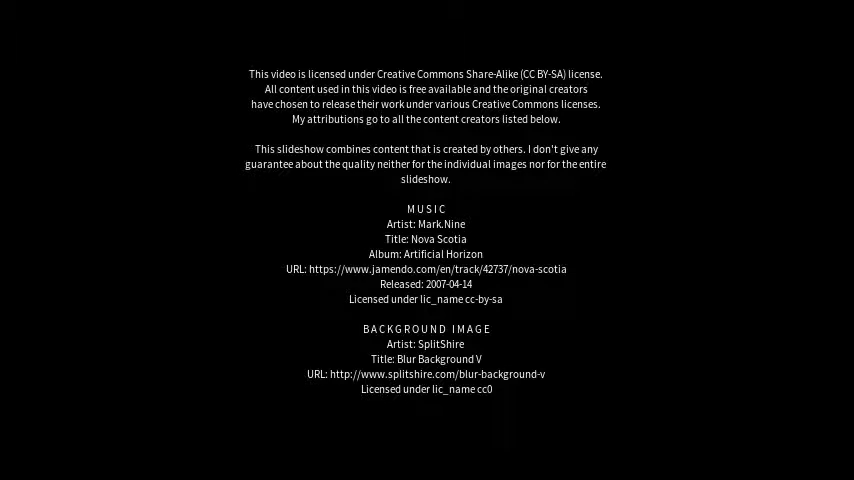 This video is licensed under Creative Commons Share-Alike (CC BY-SA) license.
All content used in this video is free available and the original creators
have chosen to release their work under various Creative Commons licenses.
My attributions go to all the content creators listed below.
This slideshow combines content that is created by others. I don't give any
guarantee about the quality neither for the individual images nor for the entire
slideshow.
MUSIC
Artist: Mark.Nine
Title: Nova Scotia
Album: Artificial Horizon
URL: https://www.jamendo.com/en/track/42737/nova-scotia
Released: 2007-04-14
Licensed under lic_name cc-by-sa
BACKGROUND IMAGE
Artist: SplitShire
Title: Blur Background V
URL: http://www.splitshire.com/blur-background-v
Licensed under lic_name cc0